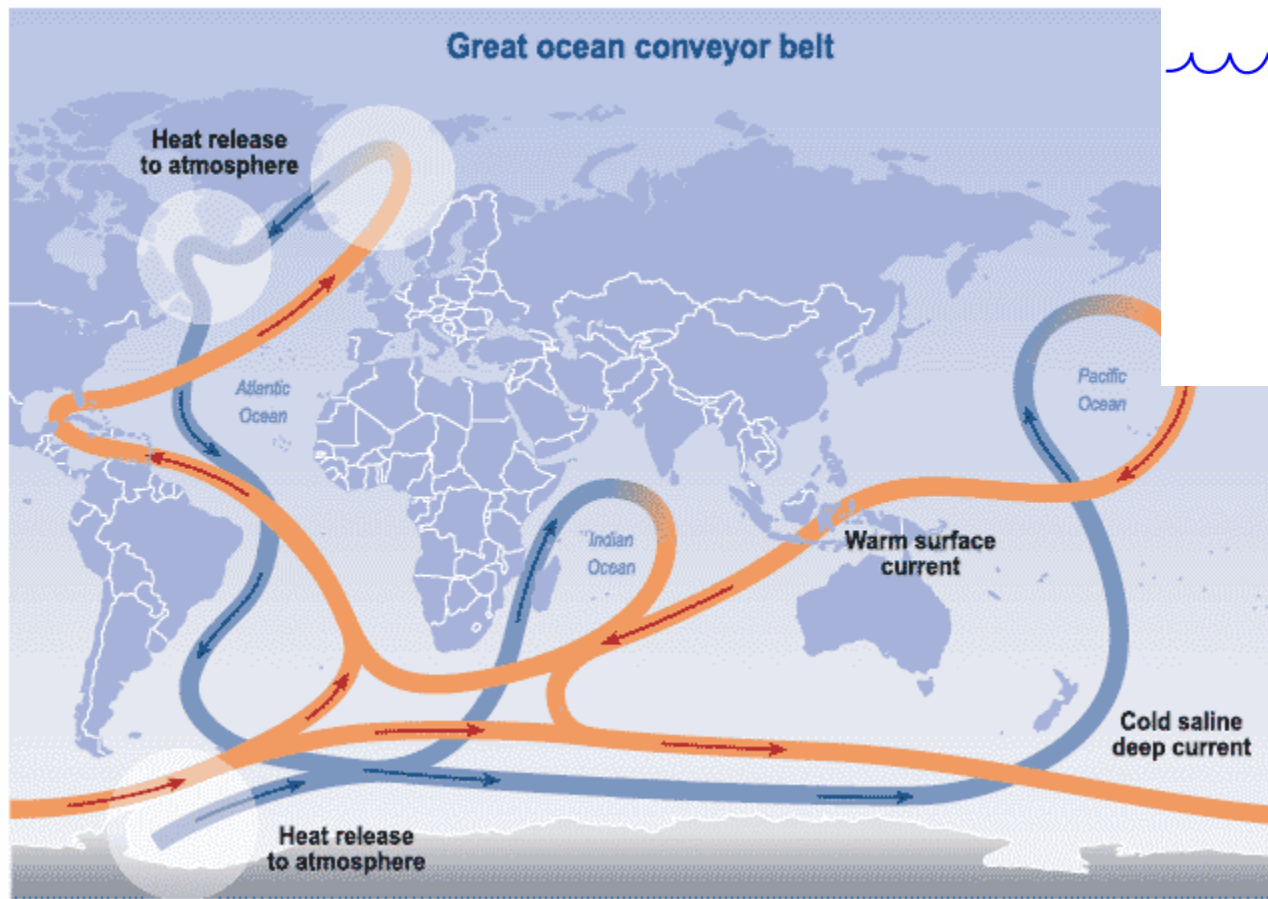 Great ocean conveyor belt
Heat release
to atmosphere
Atlantic
Ocean
Pacific
Ocean
Indian
Ocean
Warm surface
current
Cold saline
deep current
Heat release
to atmosphere